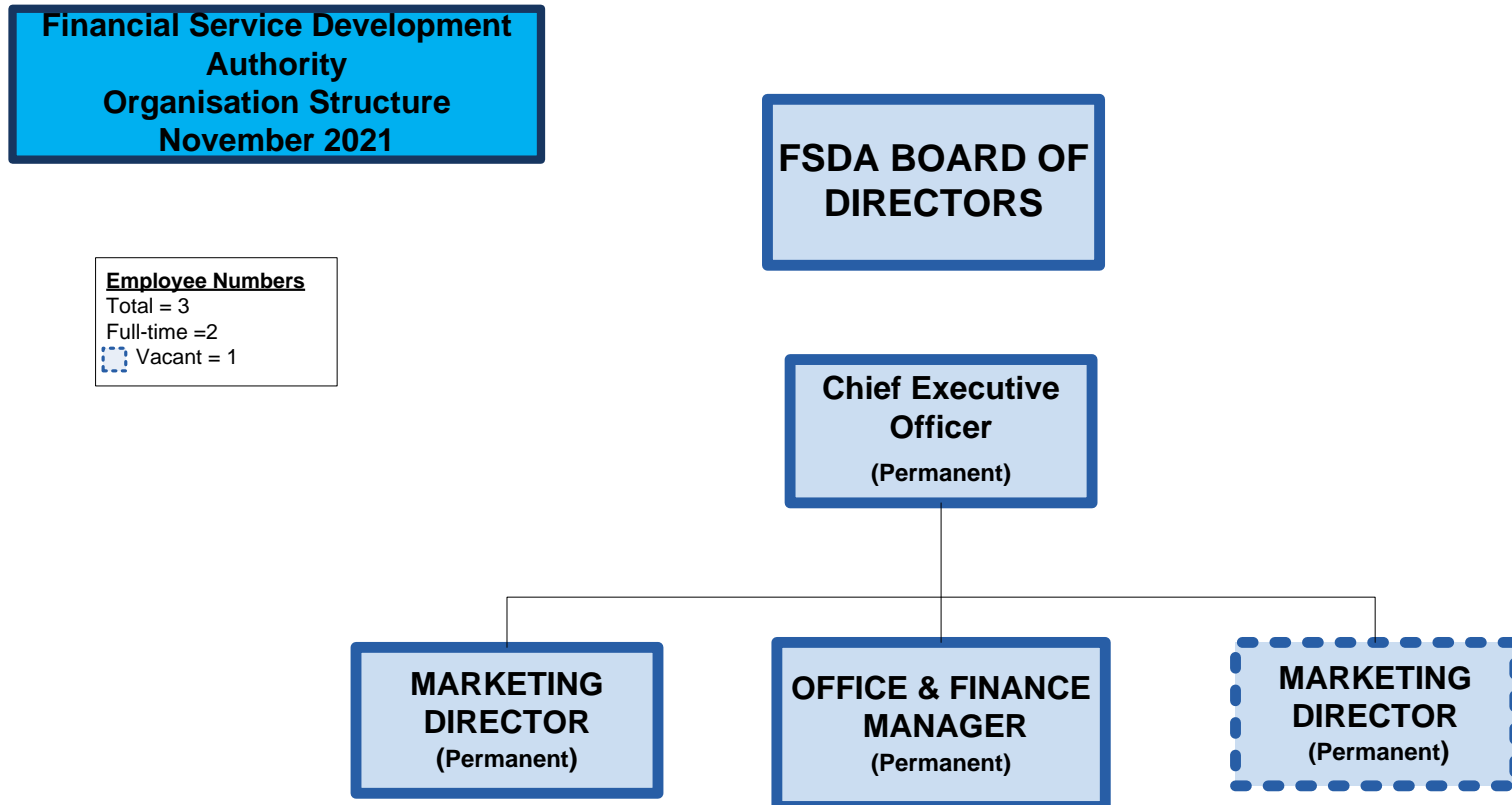 Financial Service Development
Authority
Organisation Structure
November 2021
FSDA BOARD OF
DIRECTORS
Employee Numbers
Total = 3
Full-time =2
Vacant = 1
Chief Executive
Officer
(Permanent)
MARKETING
DIRECTOR
(Permanent)
OFFICE & FINANCE
MANAGER
(Permanent)
MARKETING
DIRECTOR
(Permanent)